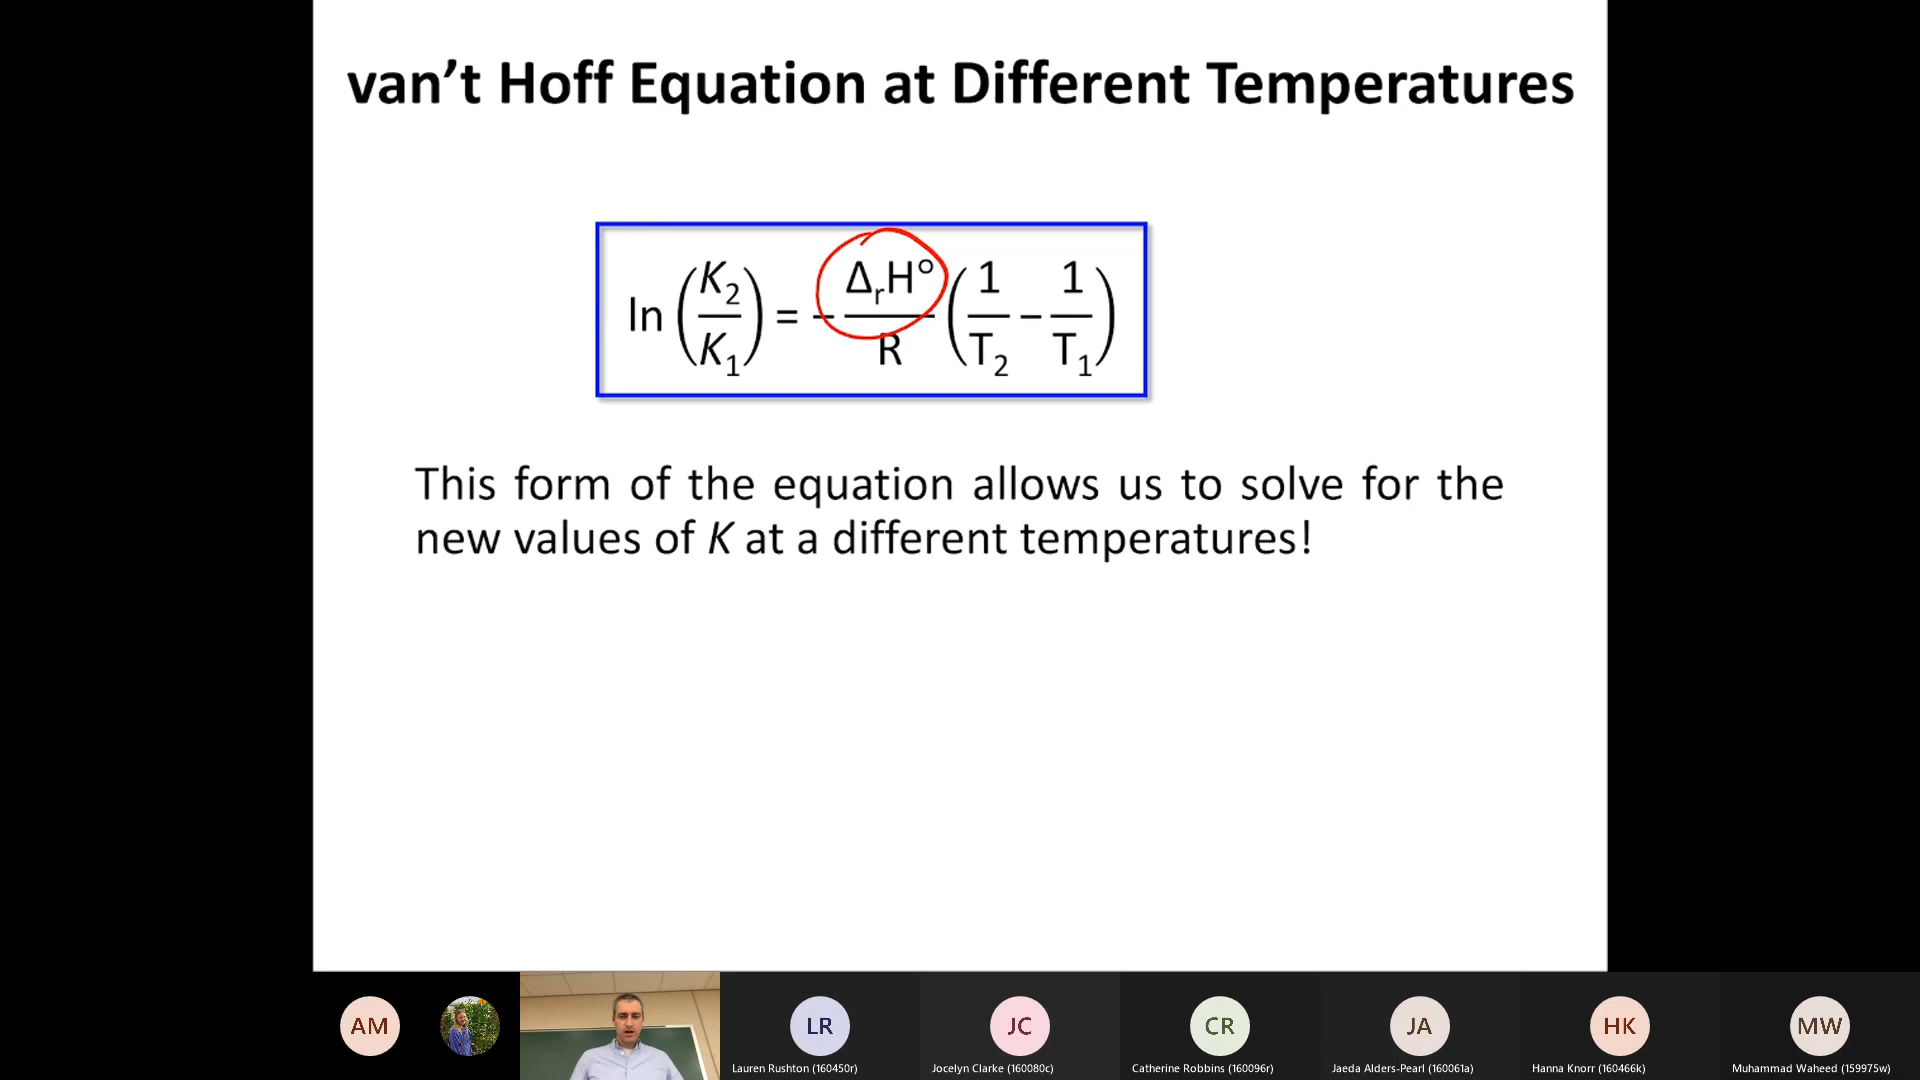 van’t Hoff Equation at Different Temperatures
ln (K₂/K₁) = - ΔᵣH°/R (1/T₂ − 1/T₁)
This form of the equation allows us to solve for the
new values of K at a different temperatures!
AM
LR
JC
CR
JA
HK
MW
Lauren Rushton (160450r)
Jocelyn Clarke (160080c)
Catherine Robbins (160096r)
Jaeda Alders-Pearl (160061a)
Hanna Knorr (160466k)
Muhammad Waheed (159975w)